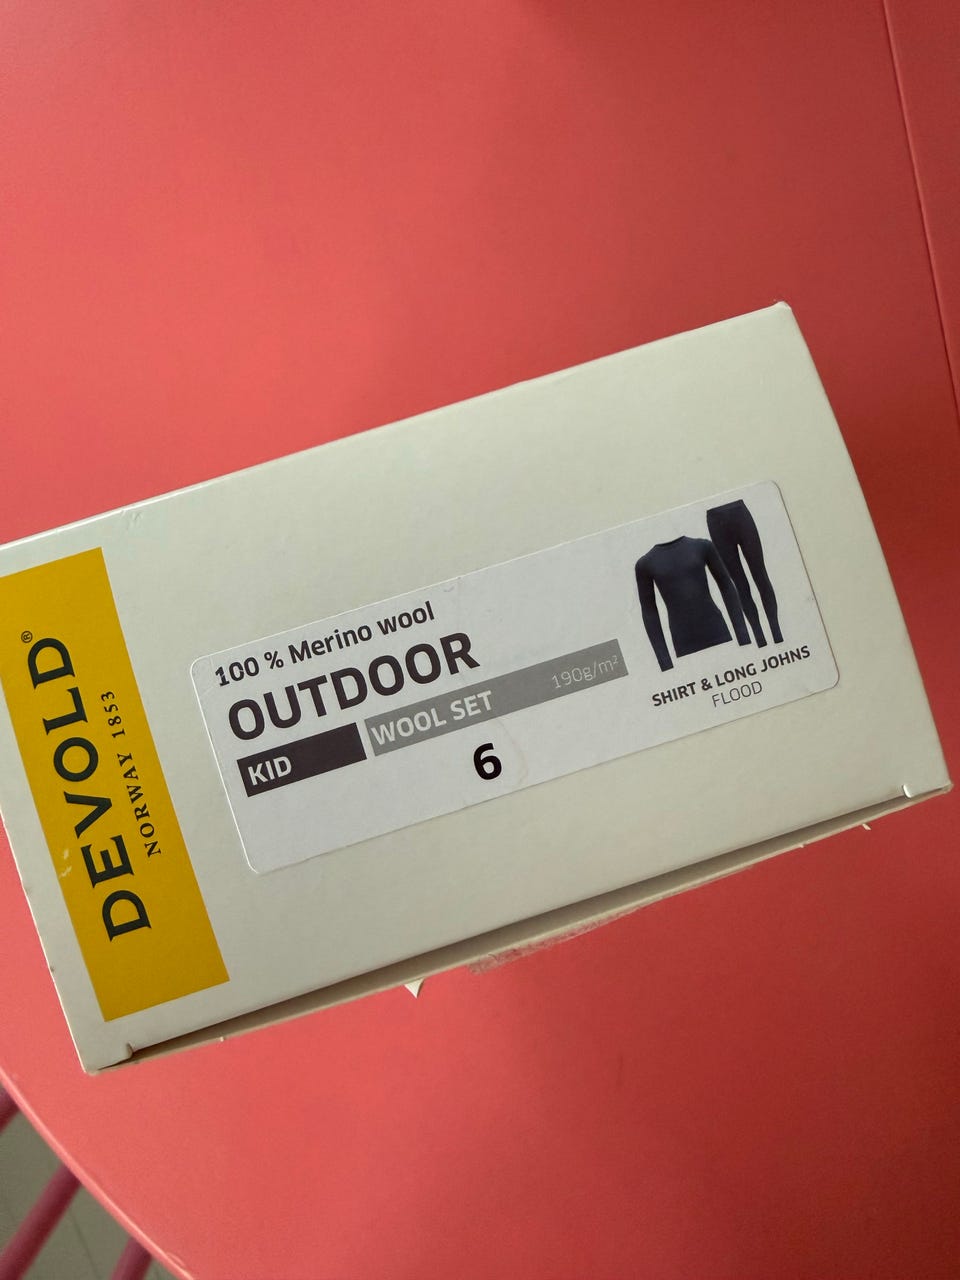 DEVOLD®
NORWAY 1853
100 % Merino wool
OUTDOOR
KID
WOOL SET 190g/m²
6
SHIRT & LONG JOHNS
FLOOD